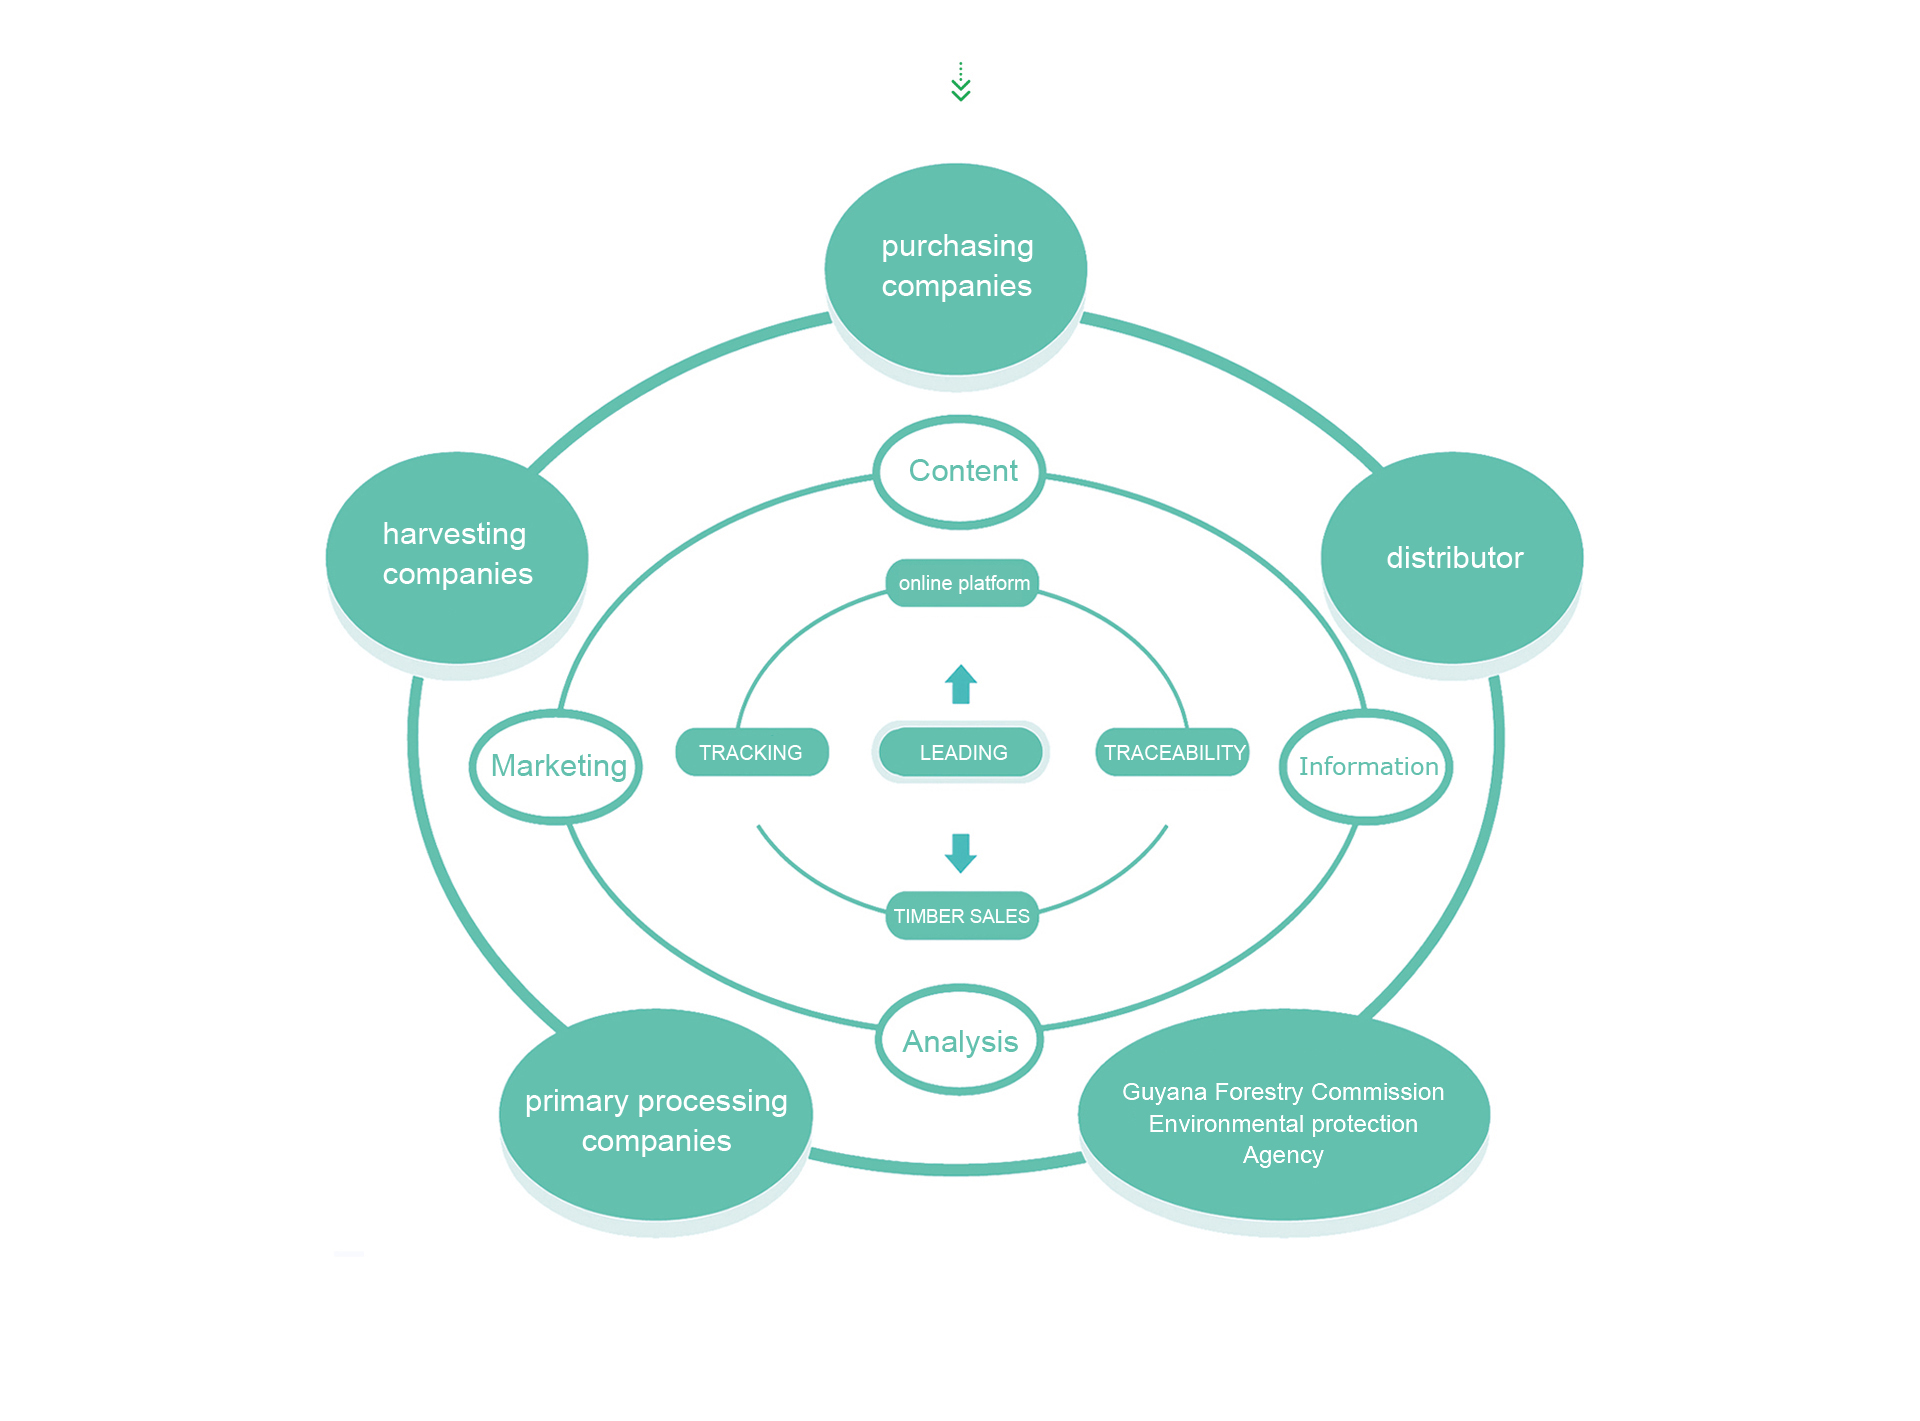 purchasing
companies
Content
harvesting
companies
distributor
online platform
TRACKING
LEADING
TRACEABILITY
Marketing
Information
TIMBER SALES
Analysis
primary processing
companies
Guyana Forestry Commission
Environmental protection
Agency